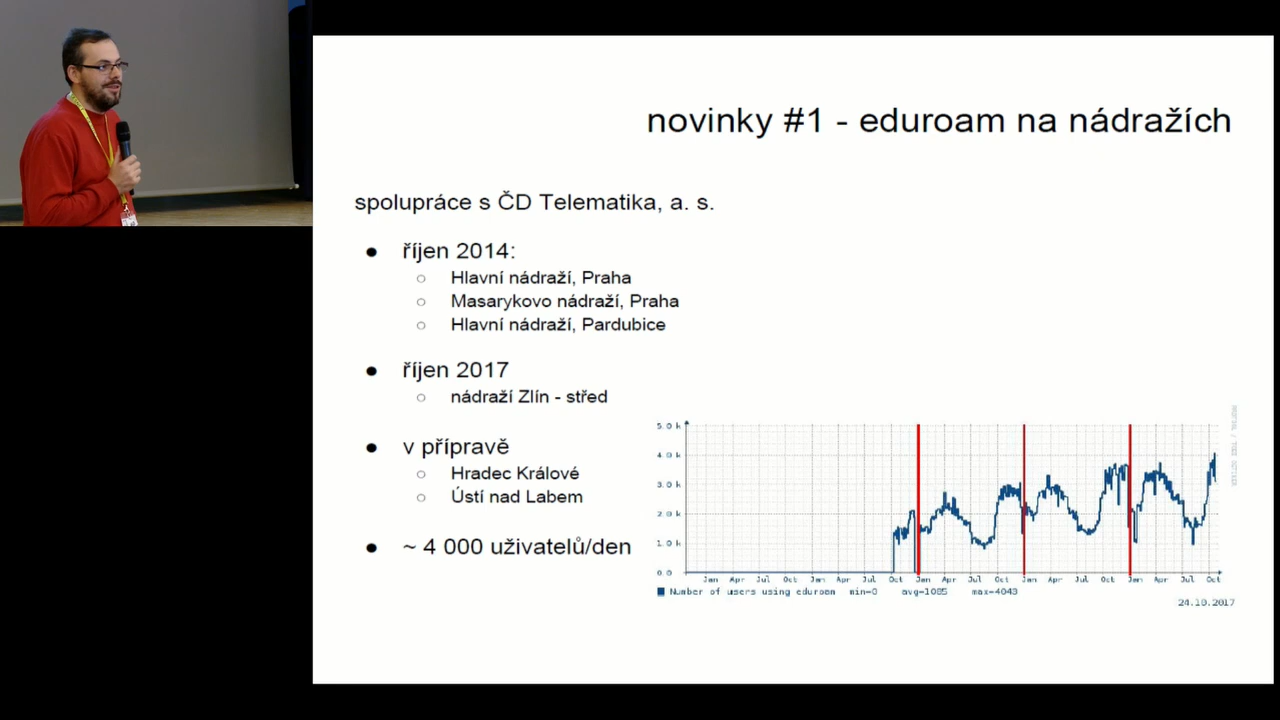 novinky #1 - eduroam na nádražích
spolupráce s ČD Telematika, a. s.
● říjen 2014:
○ Hlavní nádraží, Praha
○ Masarykovo nádraží, Praha
○ Hlavní nádraží, Pardubice
● říjen 2017
○ nádraží Zlín - střed
● v přípravě
○ Hradec Králové
○ Ústí nad Labem
● ~ 4 000 uživatelů/den
5.0 k
4.0 k
3.0 k
2.0 k
1.0 k
0.0
Jan Apr Jul Oct Jan Apr Jul Oct Jan Apr Jul Oct Jan Apr Jul Oct Jan Apr Jul Oct
Number of users using eduroam min=0 avg=1085 max=4043
24.10.2017